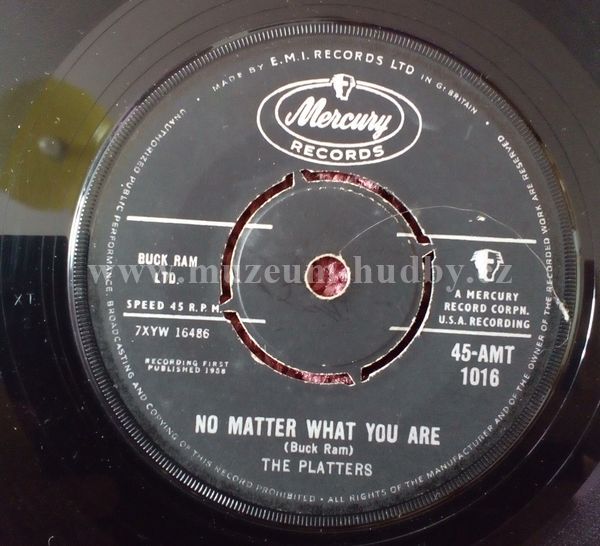 MADE BY E.M.I. RECORDS LTD IN GT BRITAIN
Mercury
RECORDS
BUCK RAM
LTD.
SPEED 45 R.P.M.
7XYW 16486
RECORDING FIRST
PUBLISHED 1958
A MERCURY
RECORD CORPN.
U.S.A. RECORDING
45-AMT
1016
NO MATTER WHAT YOU ARE
(Buck Ram)
THE PLATTERS
UNAUTHORIZED PUBLIC PERFORMANCE, BROADCASTING AND COPYING OF THIS RECORD PROHIBITED • ALL RIGHTS OF THE MANUFACTURER AND OF THE OWNER OF THE RECORDED WORK ARE RESERVED
XT
www.muzeum-hudby.cz